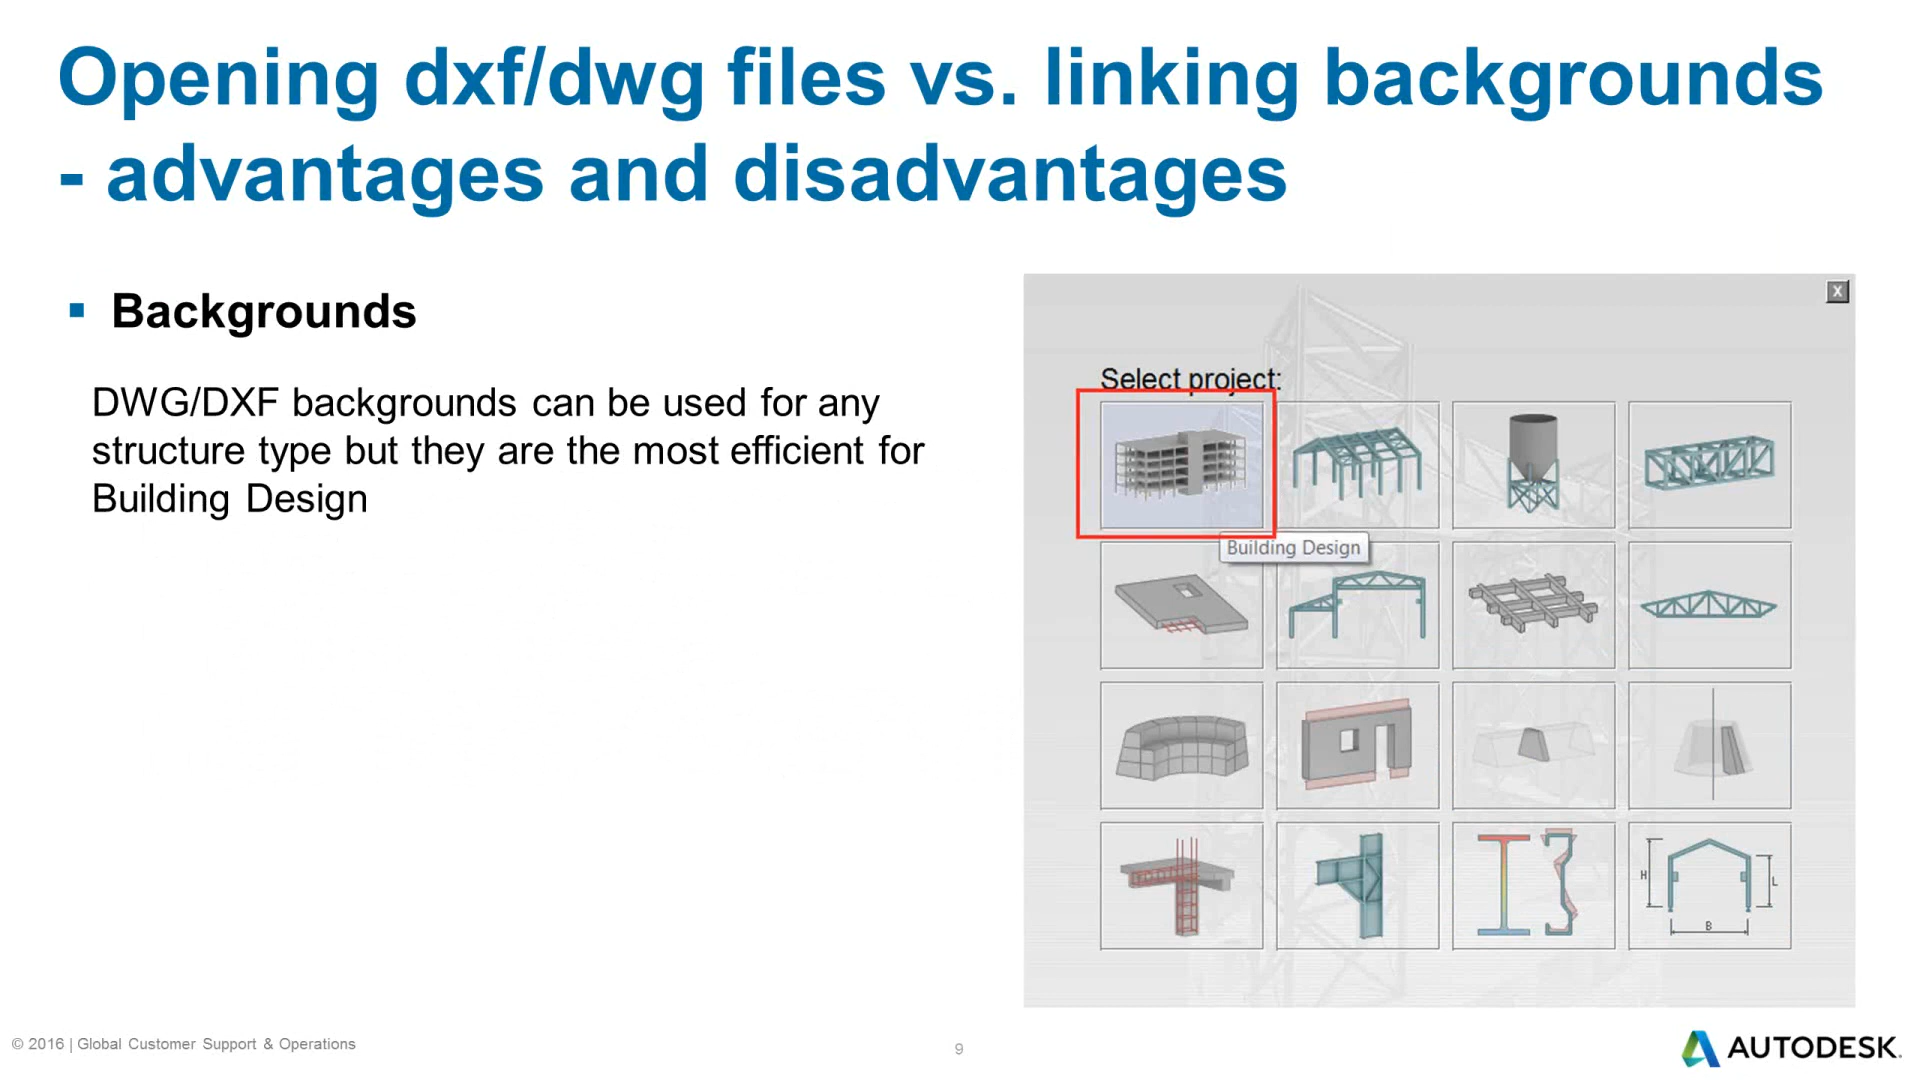 Opening dxf/dwg files vs. linking backgrounds
- advantages and disadvantages
▪ Backgrounds
DWG/DXF backgrounds can be used for any
structure type but they are the most efficient for
Building Design
X
Select project:
Building Design
H
L
B
© 2016 | Global Customer Support & Operations
9
AUTODESK.